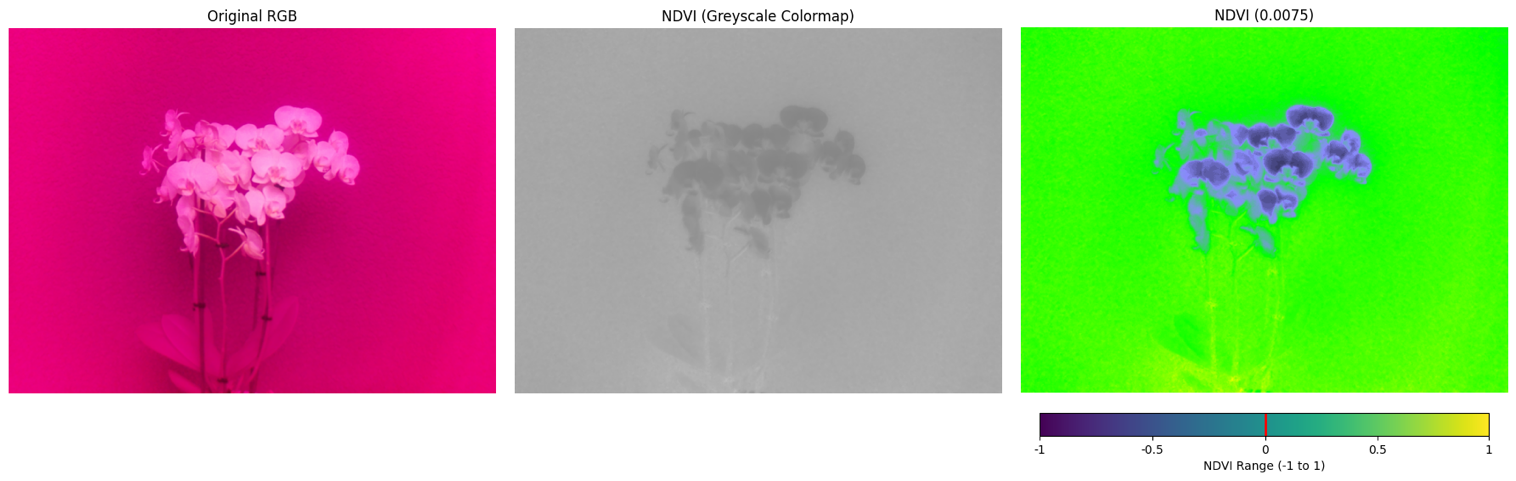 Original RGB
NDVI (Greyscale Colormap)
NDVI (0.0075)
-1 -0.5 0 0.5 1
NDVI Range (-1 to 1)